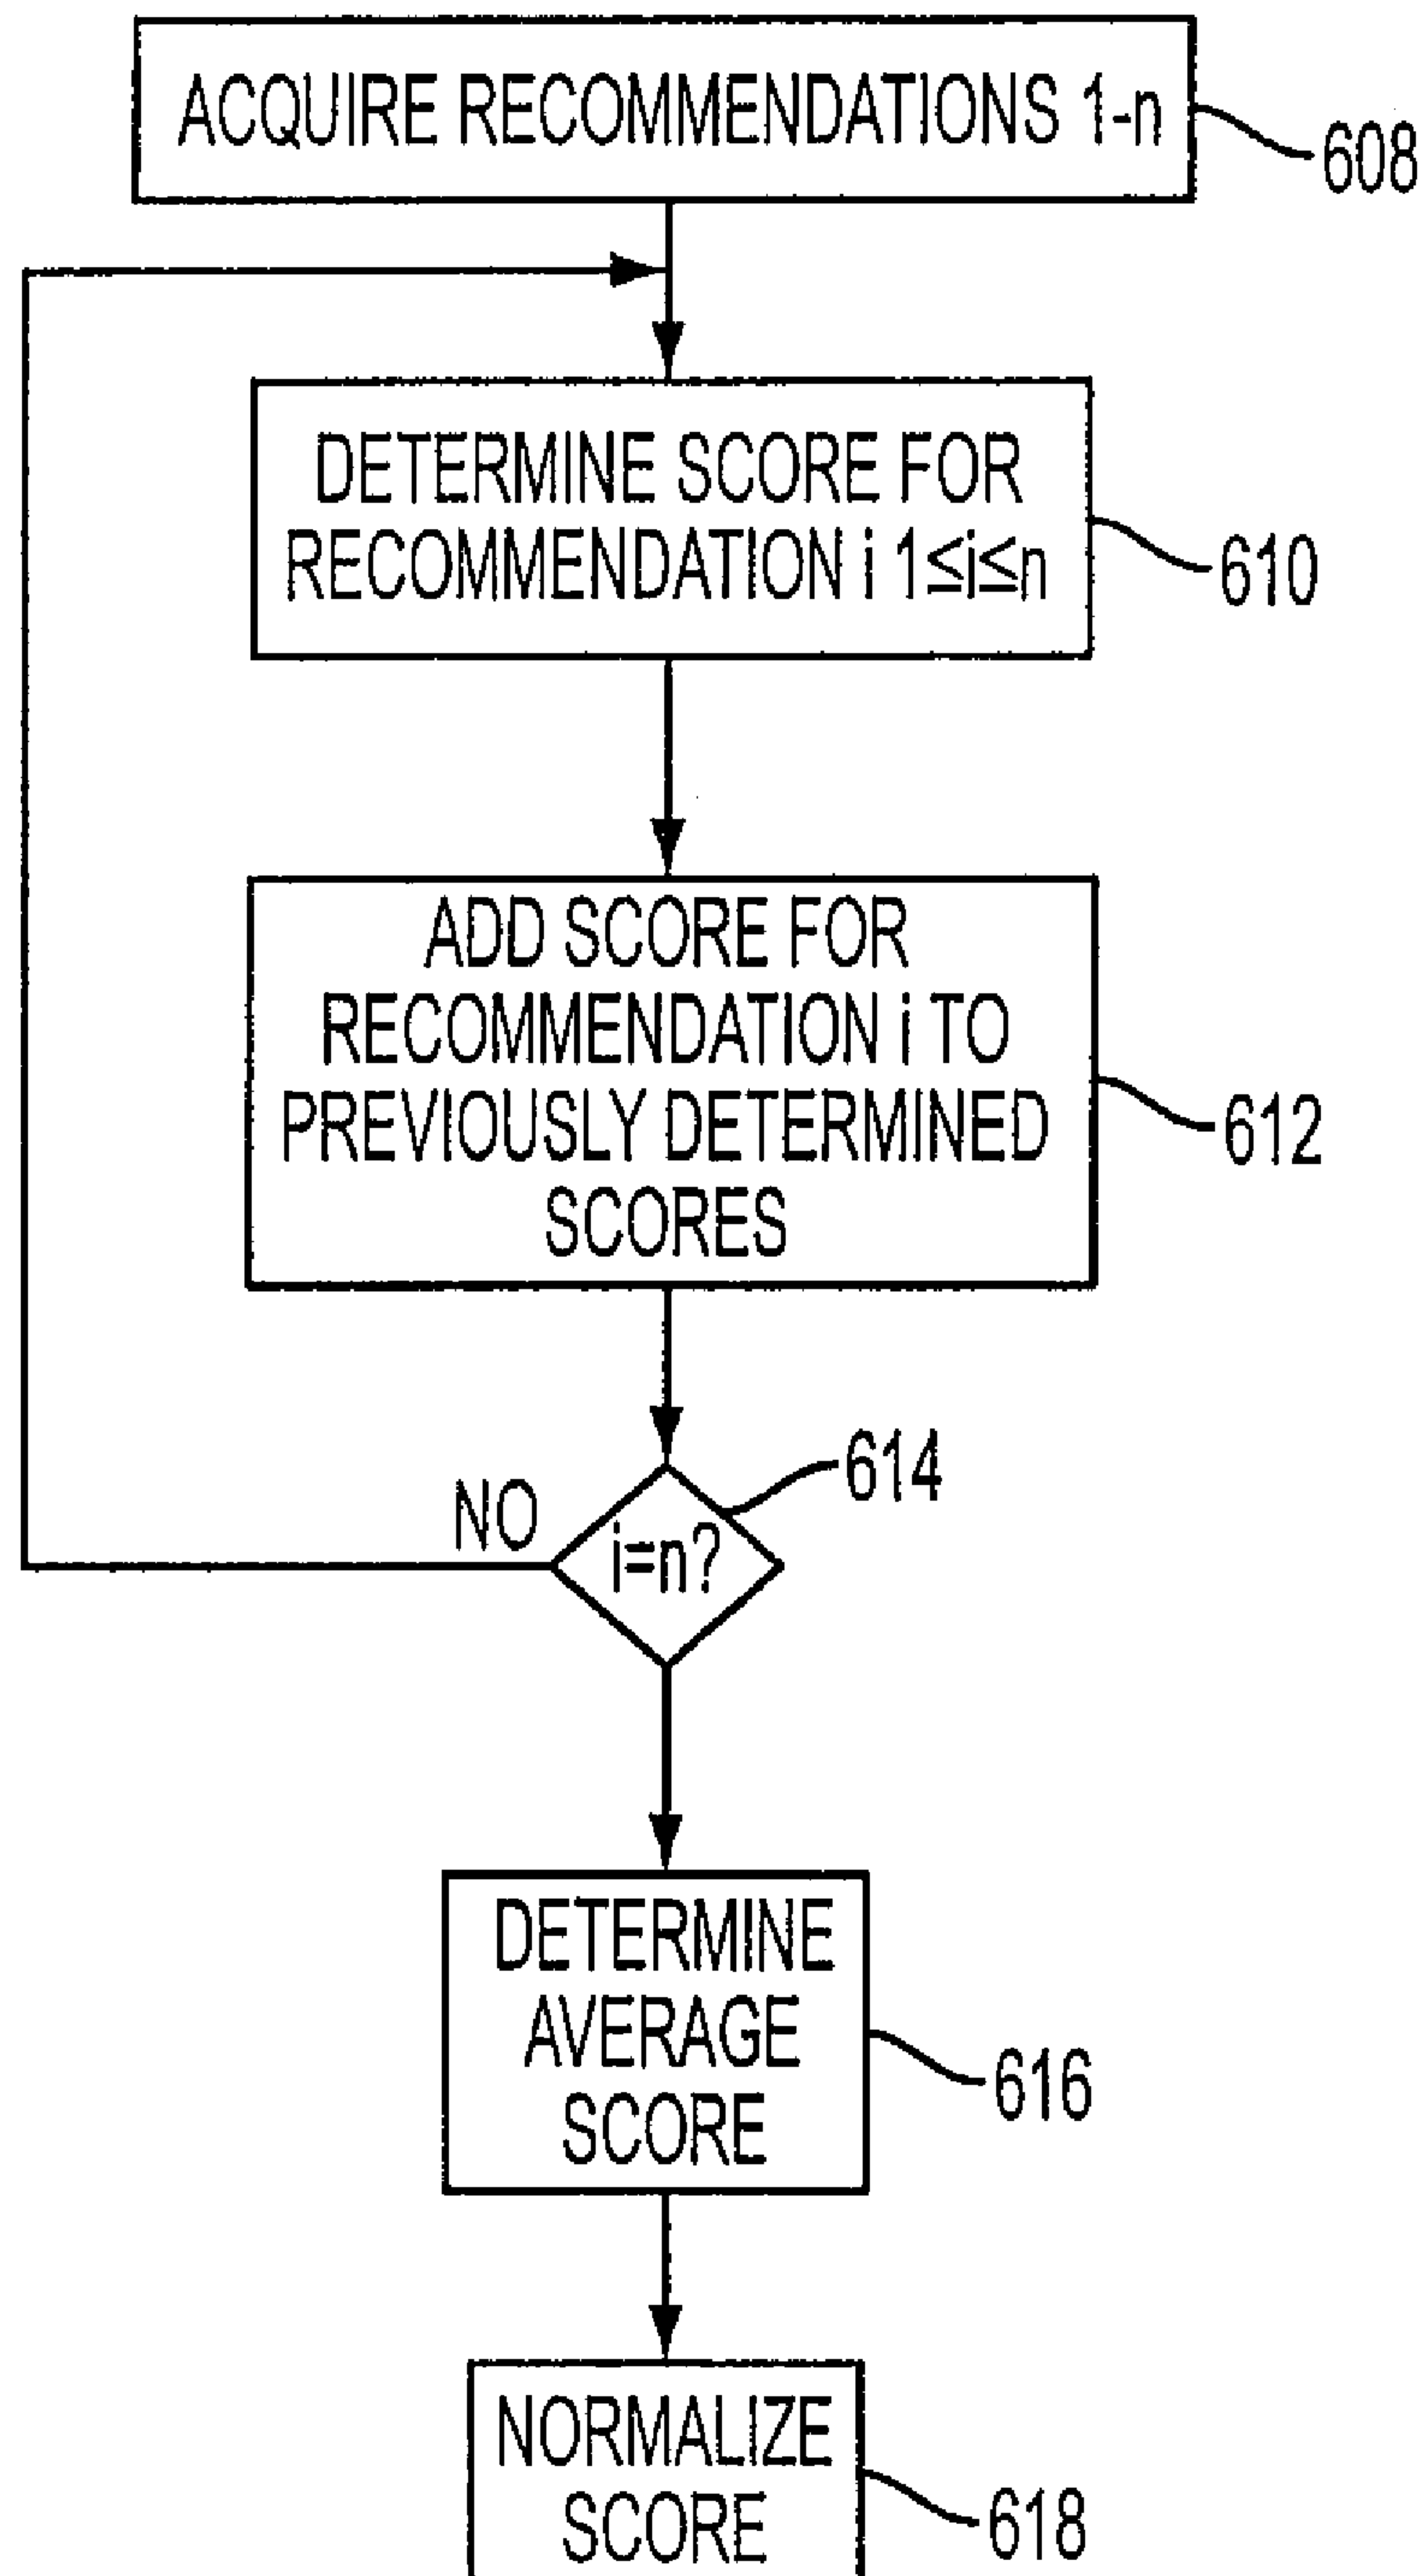 ACQUIRE RECOMMENDATIONS 1-n
608
DETERMINE SCORE FOR
RECOMMENDATION i 1≤i≤n
610
ADD SCORE FOR
RECOMMENDATION i TO
PREVIOUSLY DETERMINED
SCORES
612
614
NO
i=n?
DETERMINE
AVERAGE
SCORE
616
NORMALIZE
SCORE
618